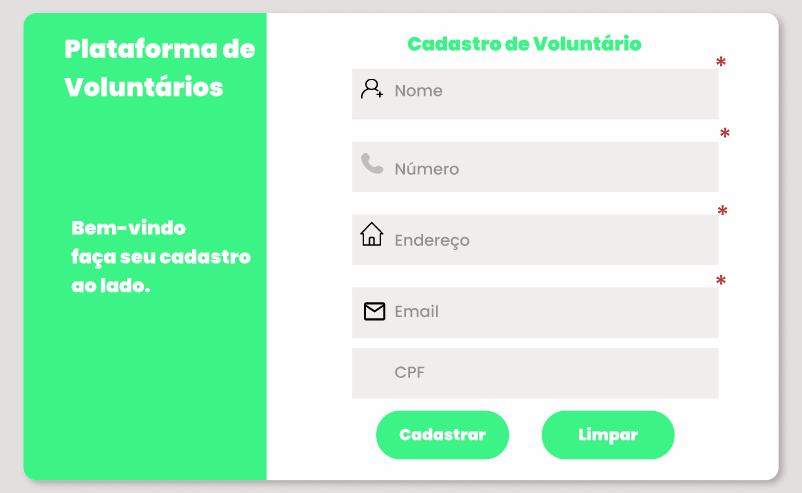 Plataforma de
Voluntários
Bem-vindo
faça seu cadastro
ao lado.
Cadastro de Voluntário
*
Nome
*
Número
*
Endereço
*
Email
CPF
Cadastrar
Limpar